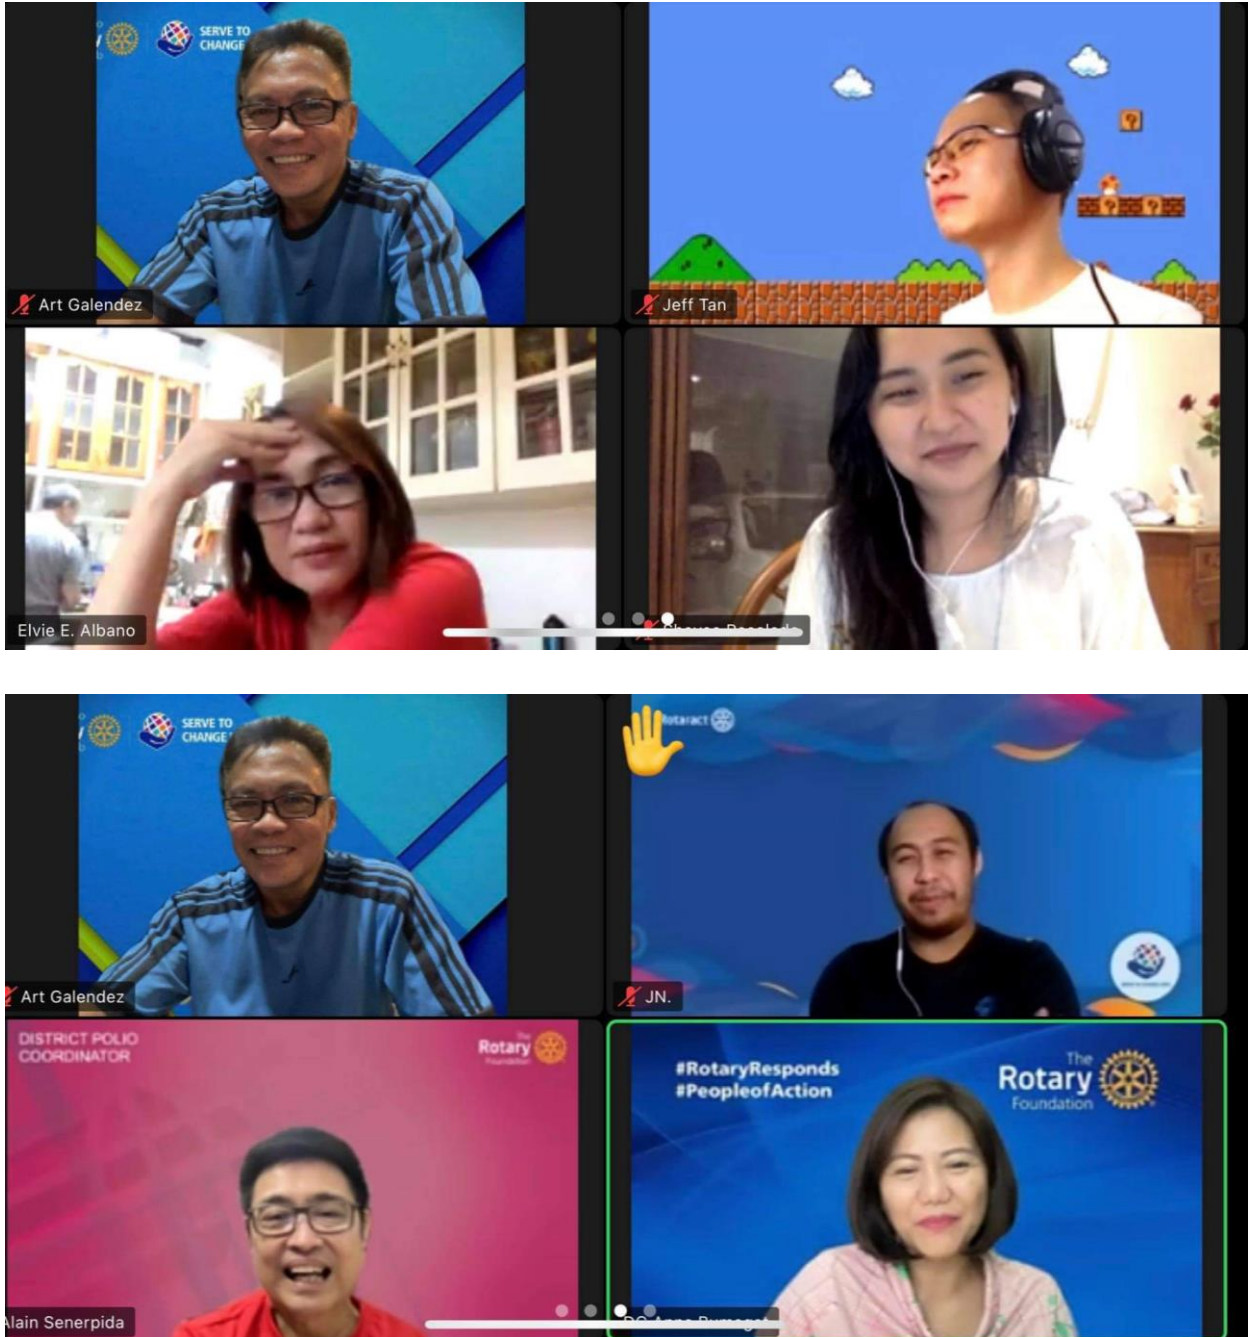 SERVE TO
CHANGE
Art Galendez
?
? ?
Jeff Tan
Elvie E. Albano
SERVE TO
CHANGE
Art Galendez
Rotaract
JN.
DISTRICT POLIO
COORDINATOR
The
Rotary
Foundation
Alain Senerpida
#RotaryResponds
#PeopleofAction
The
Rotary
Foundation